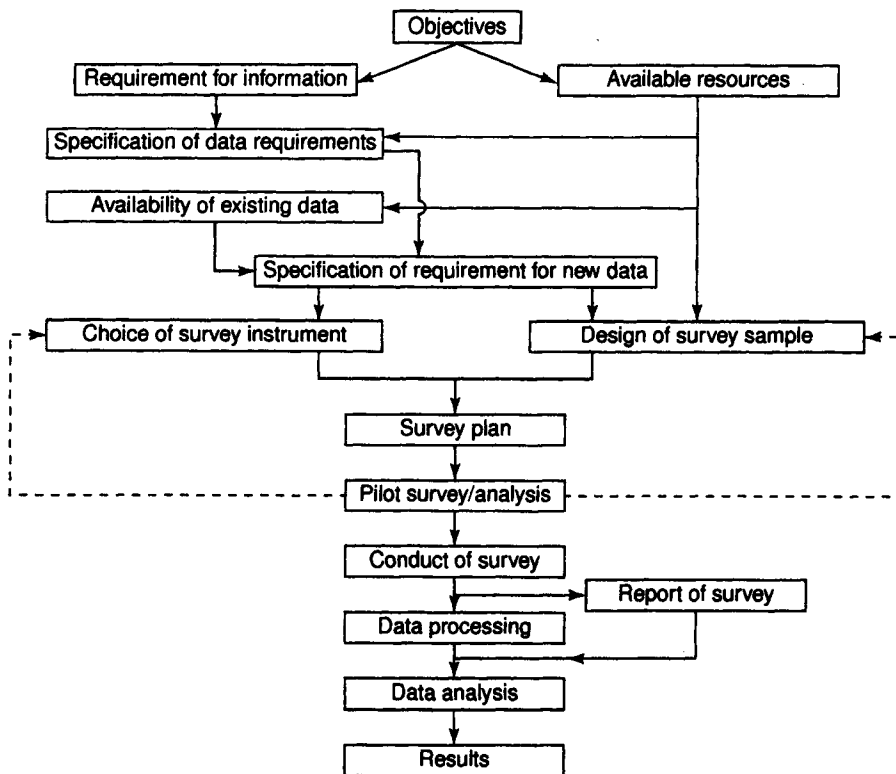 Objectives
Requirement for information
Available resources
Specification of data requirements
Availability of existing data
Specification of requirement for new data
Choice of survey instrument
Design of survey sample
Survey plan
Pilot survey/analysis
Conduct of survey
Report of survey
Data processing
Data analysis
Results